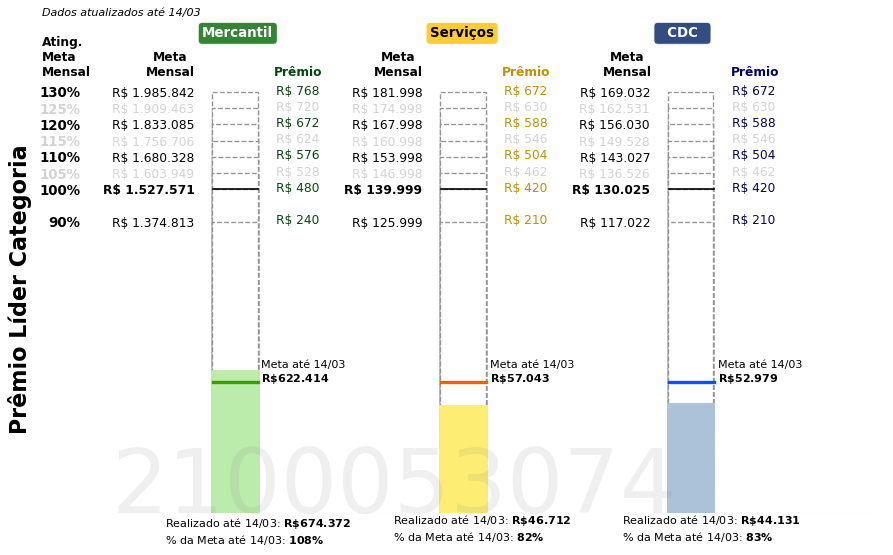 Dados atualizados até 14/03
Mercantil Serviços CDC
Ating.
Meta Meta Meta Meta
Mensal Mensal Prêmio Mensal Prêmio Mensal Prêmio
130% R$ 1.985.842 R$ 768 R$ 181.998 R$ 672 R$ 169.032 R$ 672
125% R$ 1.909.463 R$ 720 R$ 174.998 R$ 630 R$ 162.531 R$ 630
120% R$ 1.833.085 R$ 672 R$ 167.998 R$ 588 R$ 156.030 R$ 588
115% R$ 1.756.706 R$ 624 R$ 160.998 R$ 546 R$ 149.528 R$ 546
110% R$ 1.680.328 R$ 576 R$ 153.998 R$ 504 R$ 143.027 R$ 504
105% R$ 1.603.949 R$ 528 R$ 146.998 R$ 462 R$ 136.526 R$ 462
100% R$ 1.527.571 R$ 480 R$ 139.999 R$ 420 R$ 130.025 R$ 420
90% R$ 1.374.813 R$ 240 R$ 125.999 R$ 210 R$ 117.022 R$ 210
Prêmio Líder Categoria
Meta até 14/03 Meta até 14/03 Meta até 14/03
R$622.414 R$57.043 R$52.979
2100053074
Realizado até 14/03: R$674.372 Realizado até 14/03: R$46.712 Realizado até 14/03: R$44.131
% da Meta até 14/03: 108% % da Meta até 14/03: 82% % da Meta até 14/03: 83%